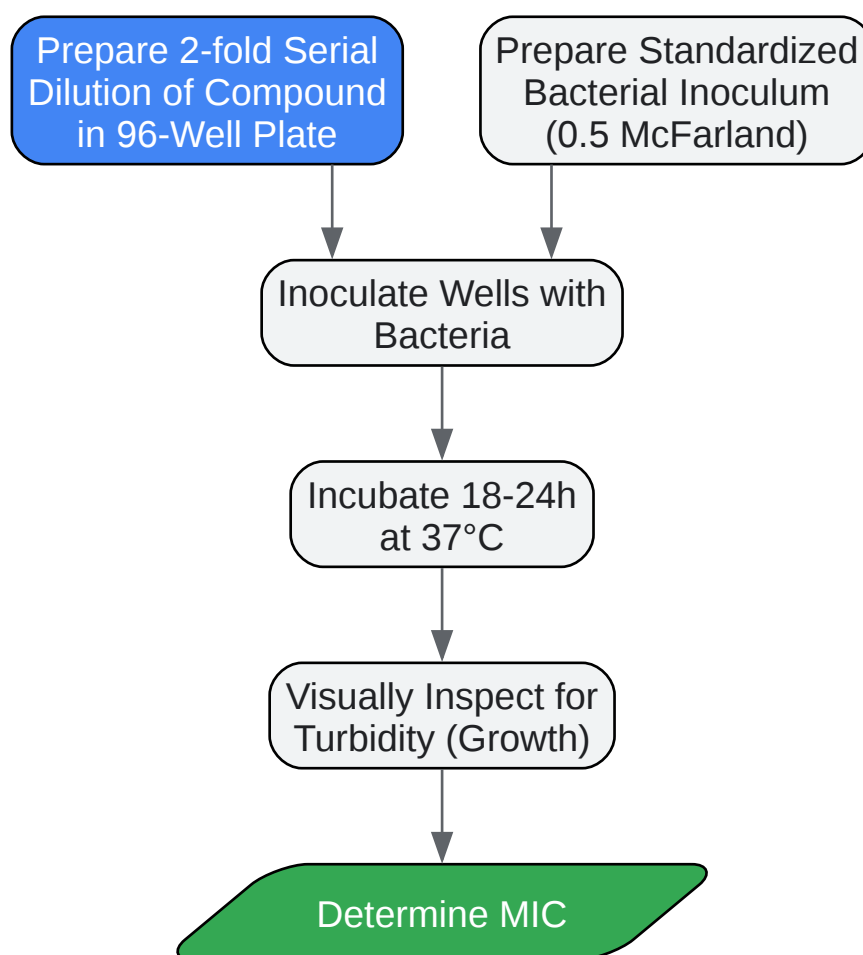 Prepare 2-fold Serial
Dilution of Compound
in 96-Well Plate
Prepare Standardized
Bacterial Inoculum
(0.5 McFarland)
Inoculate Wells with
Bacteria
Incubate 18-24h
at 37°C
Visually Inspect for
Turbidity (Growth)
Determine MIC